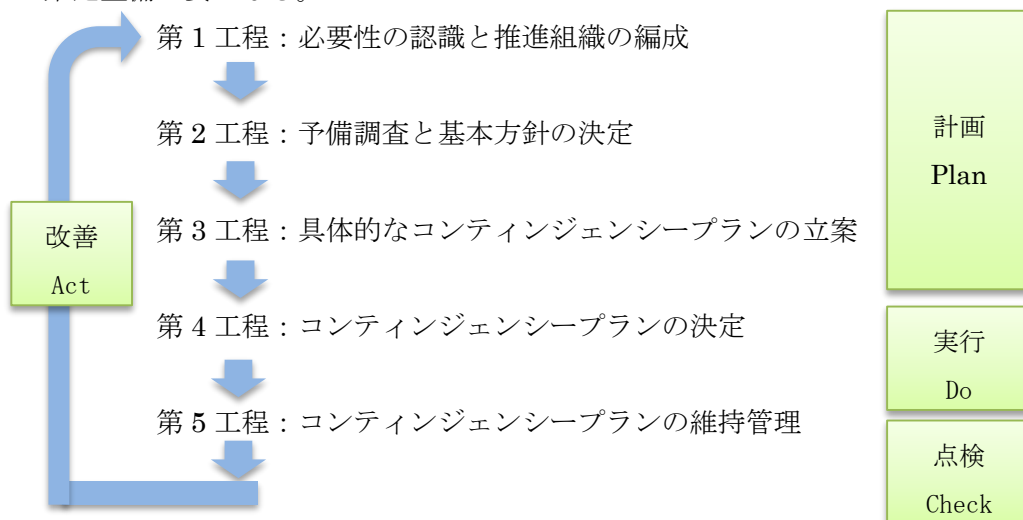 第1工程：必要性の認識と推進組織の編成
第2工程：予備調査と基本方針の決定
計画
Plan
第3工程：具体的なコンティンジェンシープランの立案
改善
Act
第4工程：コンティンジェンシープランの決定
実行
Do
第5工程：コンティンジェンシープランの維持管理
点検
Check